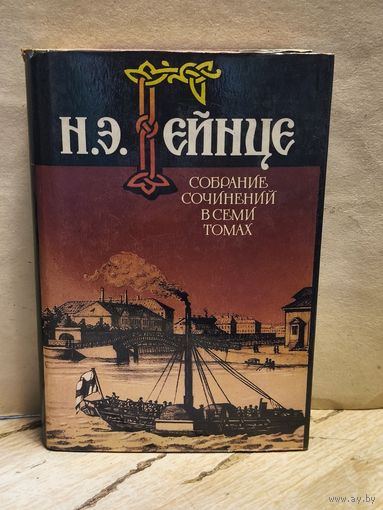 Н.Э. ГЕЙНЦЕ
СОБРАНИЕ
СОЧИНЕНИЙ
В СЕМИ
ТОМАХ
www.ay.by